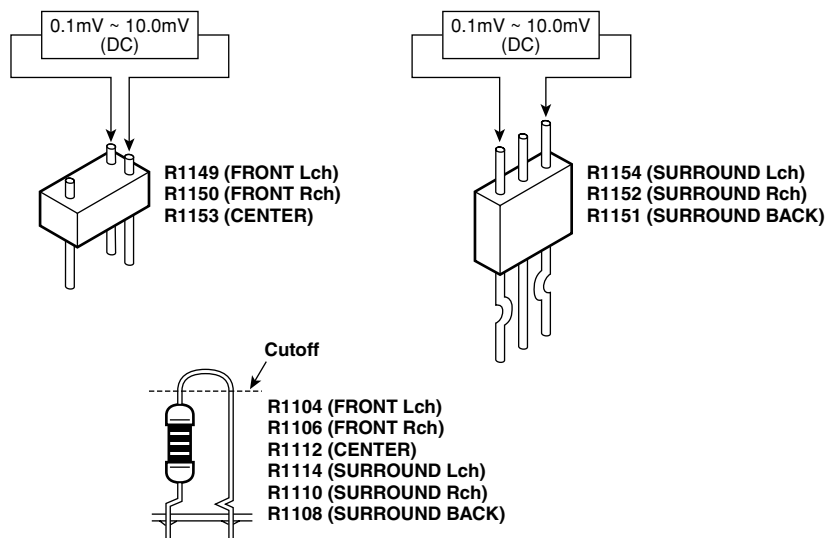 0.1mV ~ 10.0mV
(DC)
R1149 (FRONT Lch)
R1150 (FRONT Rch)
R1153 (CENTER)
0.1mV ~ 10.0mV
(DC)
R1154 (SURROUND Lch)
R1152 (SURROUND Rch)
R1151 (SURROUND BACK)
Cutoff
R1104 (FRONT Lch)
R1106 (FRONT Rch)
R1112 (CENTER)
R1114 (SURROUND Lch)
R1110 (SURROUND Rch)
R1108 (SURROUND BACK)